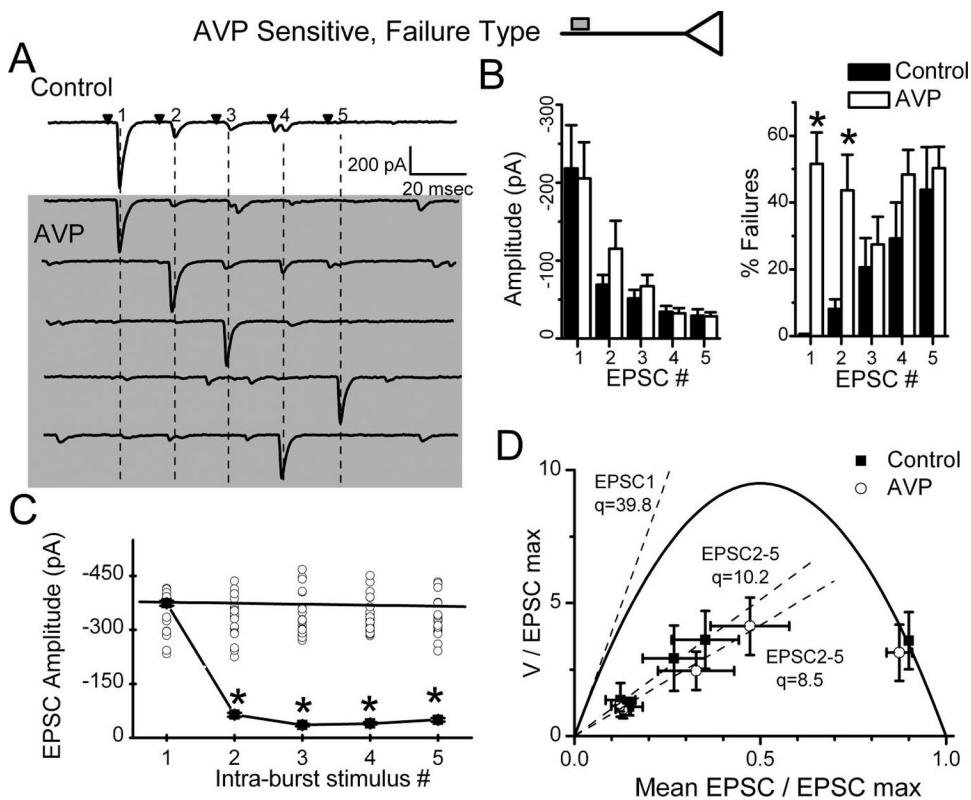 AVP Sensitive, Failure Type
A
Control
1 2 3 4 5
200 pA
20 msec
AVP
B
Control
AVP
Amplitude (pA)
-300
-200
-100
0
1 2 3 4 5
EPSC #
% Failures
60
40
20
0
* *
1 2 3 4 5
EPSC #
C
EPSC Amplitude (pA)
-450
-300
-150
0
* * * *
1 2 3 4 5
Intra-burst stimulus #
D
Control
AVP
V / EPSC max
10
5
0
EPSC1
q=39.8
EPSC2-5
q=10.2
EPSC2-5
q=8.5
0.0 0.5 1.0
Mean EPSC / EPSC max